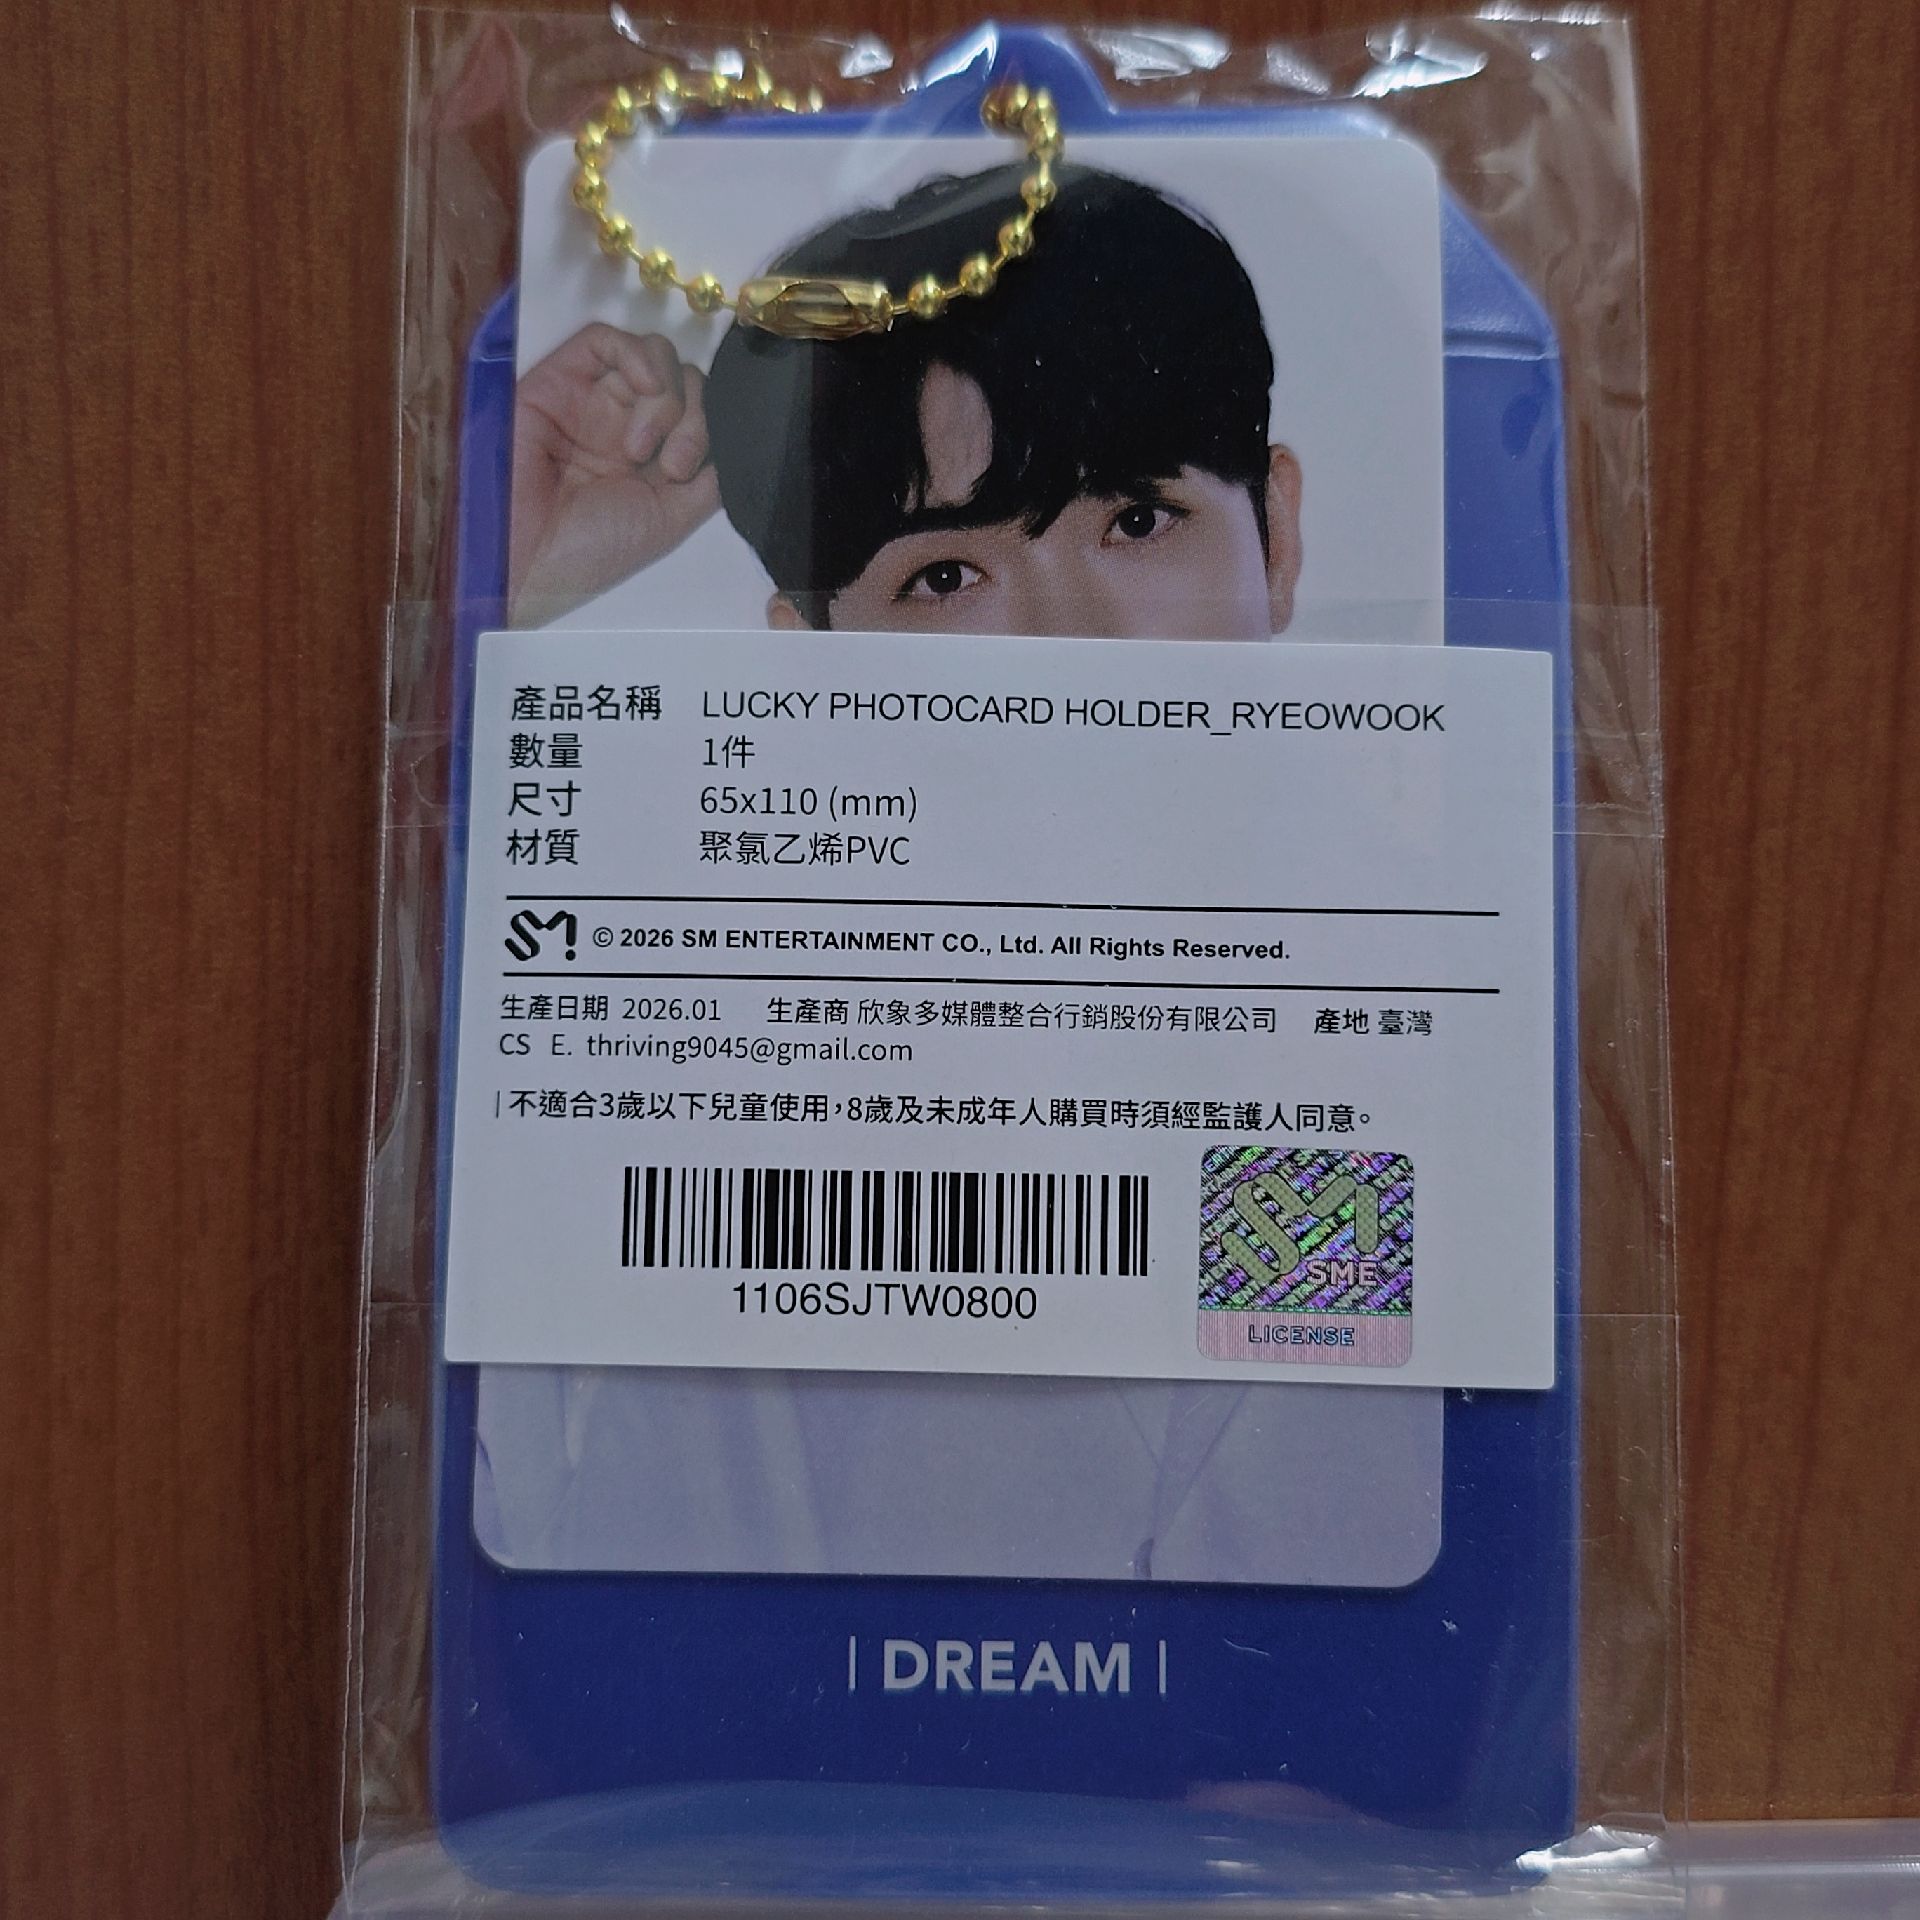 產品名稱 LUCKY PHOTOCARD HOLDER_RYEOWOOK
數量 1件
尺寸 65x110 (mm)
材質 聚氯乙烯PVC
SM © 2026 SM ENTERTAINMENT CO., Ltd. All Rights Reserved.
生產日期 2026.01 生產商 欣象多媒體整合行銷股份有限公司 產地 臺灣
CS E. thriving9045@gmail.com
|不適合3歲以下兒童使用，8歲及未成年人購買時須經監護人同意。
1106SJTW0800
SM
SME
LICENSE
| DREAM |